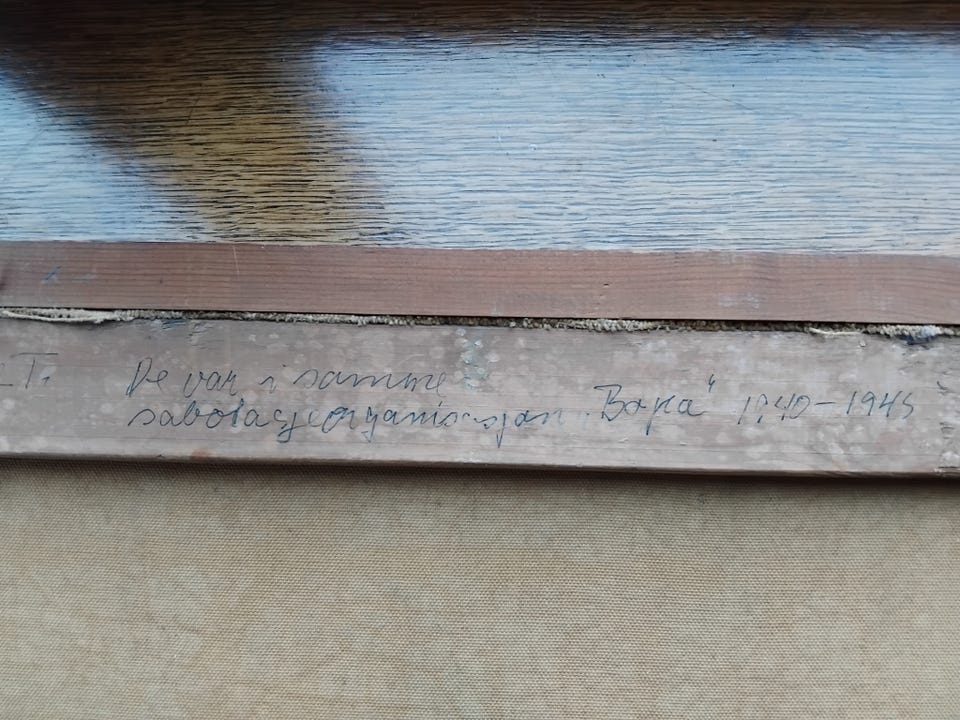 T. De var i samme
sabotasjeorganisasjon „Bopa“ 1940–1945